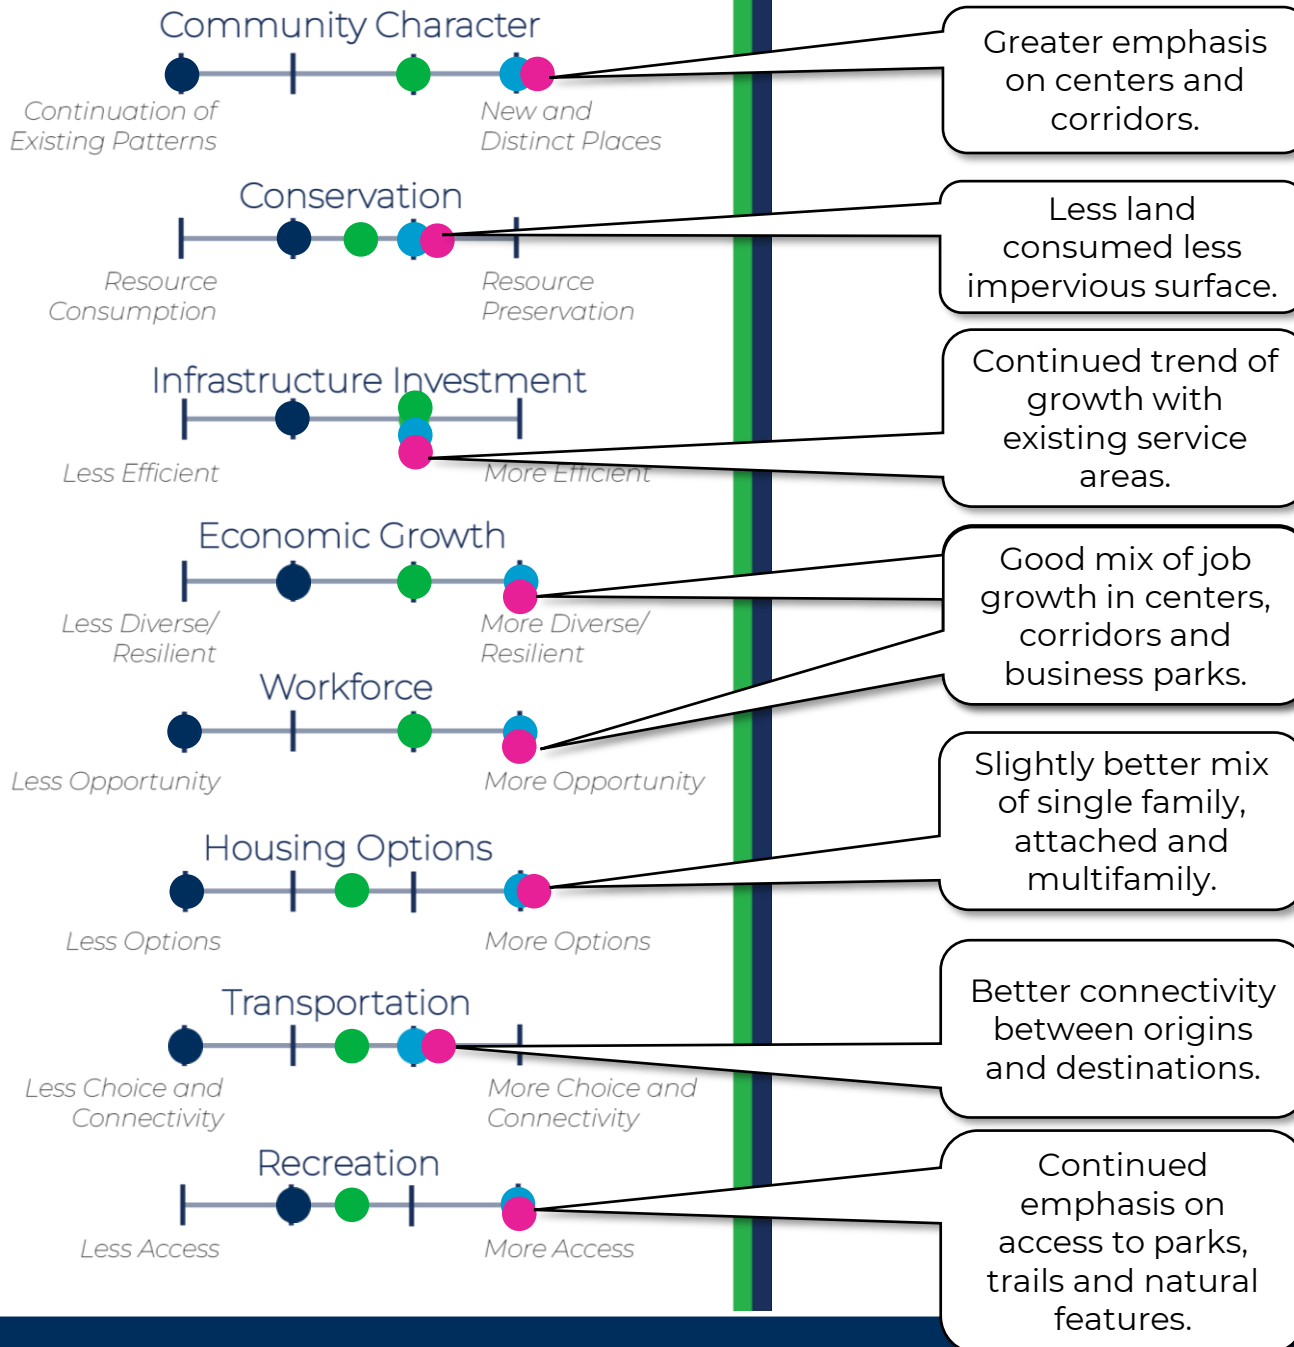 Community Character
Continuation of
Existing Patterns
New and
Distinct Places
Greater emphasis
on centers and
corridors.
Conservation
Resource
Consumption
Resource
Preservation
Less land
consumed less
impervious surface.
Infrastructure Investment
Less Efficient
More Efficient
Continued trend of
growth with
existing service
areas.
Economic Growth
Less Diverse/
Resilient
More Diverse/
Resilient
Good mix of job
growth in centers,
corridors and
business parks.
Workforce
Less Opportunity
More Opportunity
Housing Options
Less Options
More Options
Slightly better mix
of single family,
attached and
multifamily.
Transportation
Less Choice and
Connectivity
More Choice and
Connectivity
Better connectivity
between origins
and destinations.
Recreation
Less Access
More Access
Continued
emphasis on
access to parks,
trails and natural
features.